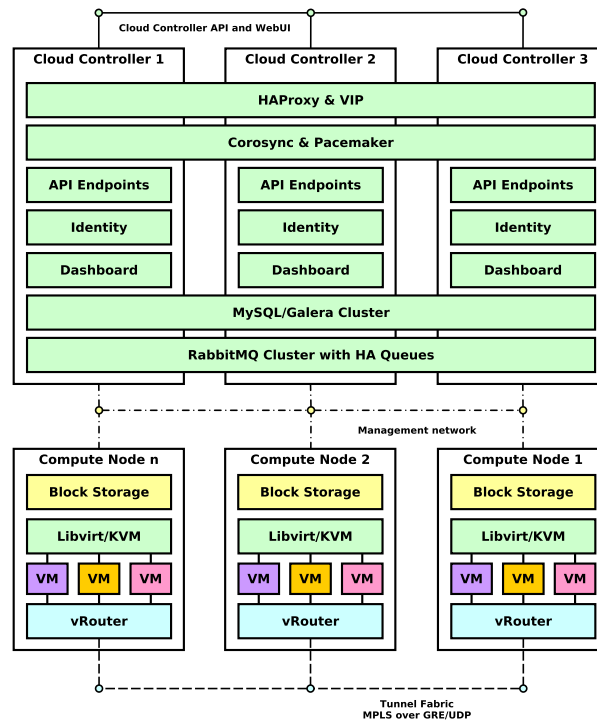 Cloud Controller API and WebUI
Cloud Controller 1
Cloud Controller 2
Cloud Controller 3
HAProxy & VIP
Corosync & Pacemaker
API Endpoints
API Endpoints
API Endpoints
Identity
Identity
Identity
Dashboard
Dashboard
Dashboard
MySQL/Galera Cluster
RabbitMQ Cluster with HA Queues
Management network
Compute Node n
Compute Node 2
Compute Node 1
Block Storage
Block Storage
Block Storage
Libvirt/KVM
Libvirt/KVM
Libvirt/KVM
VM
VM
VM
VM
VM
VM
VM
VM
VM
vRouter
vRouter
vRouter
Tunnel Fabric
MPLS over GRE/UDP